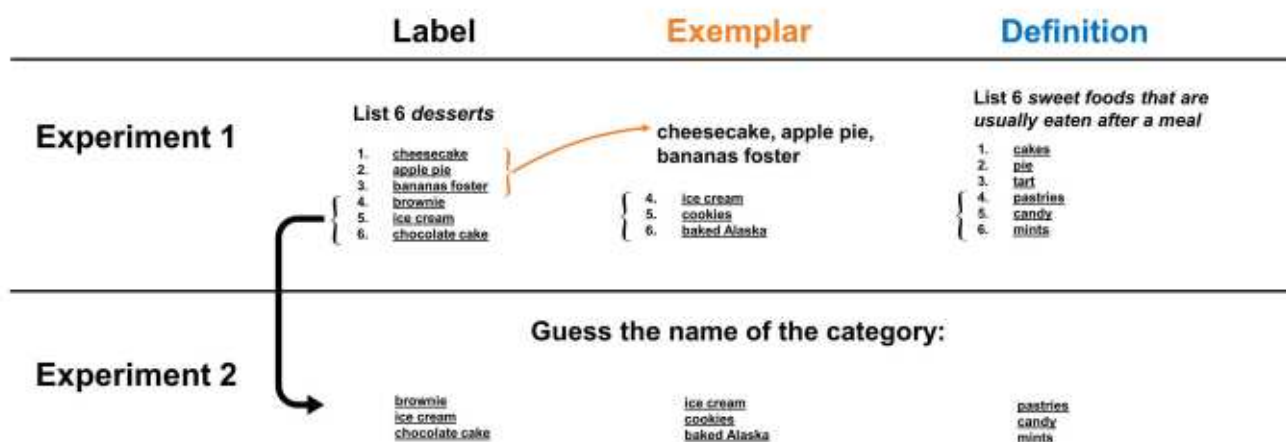 Label Exemplar Definition
Experiment 1
List 6 desserts
1. cheesecake
2. apple pie
3. bananas foster
4. brownie
5. ice cream
6. chocolate cake
cheesecake, apple pie,
bananas foster
4. ice cream
5. cookies
6. baked Alaska
List 6 sweet foods that are
usually eaten after a meal
1. cakes
2. pie
3. tart
4. pastries
5. candy
6. mints
Experiment 2
Guess the name of the category:
brownie
ice cream
chocolate cake
ice cream
cookies
baked Alaska
pastries
candy
mints